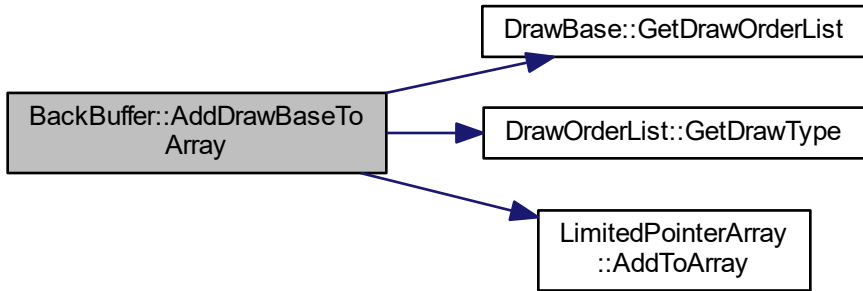 DrawBase::GetDrawOrderList
BackBuffer::AddDrawBaseTo
Array
DrawOrderList::GetDrawType
LimitedPointerArray
::AddToArray